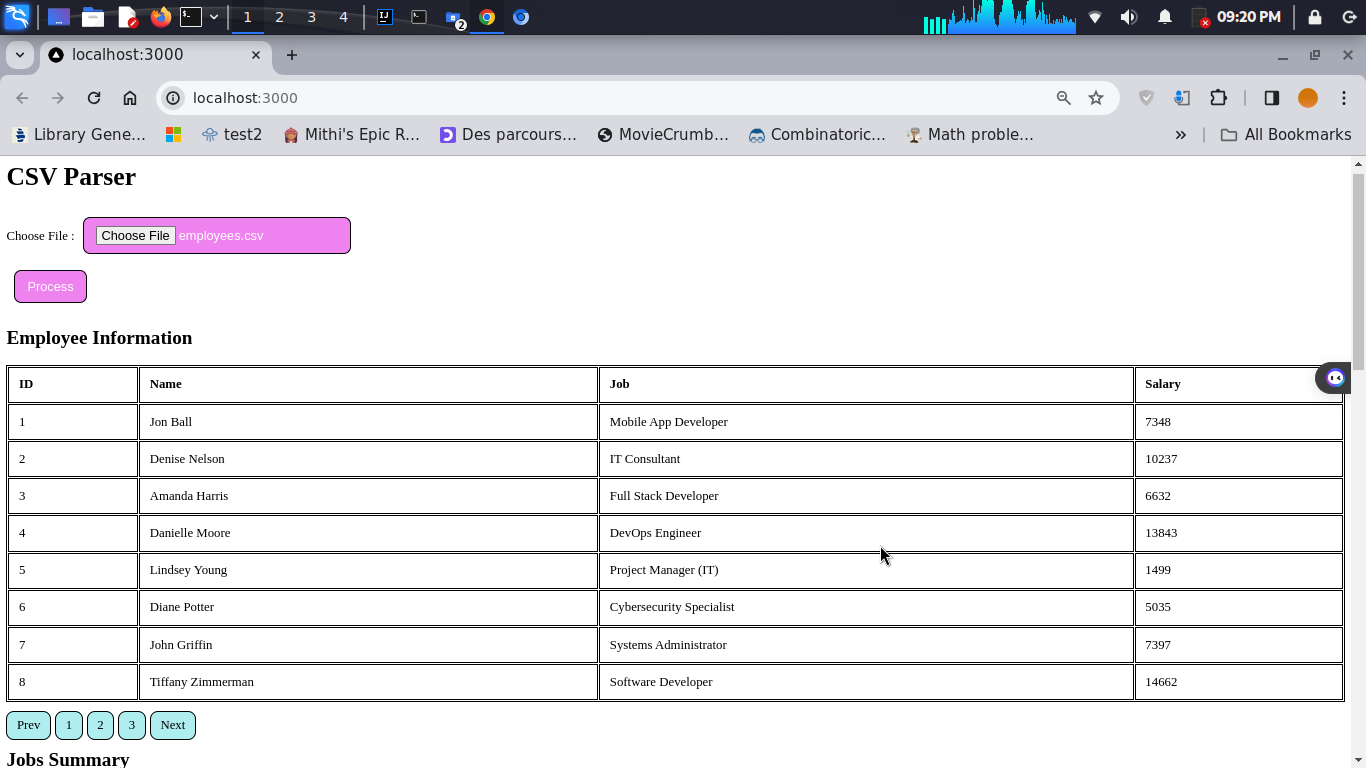 1 2 3 4 2 09:20 PM
localhost:3000
localhost:3000
Library Gene... test2 Mithi's Epic R... Des parcours... MovieCrumb... Combinatoric... Math proble... » All Bookmarks
CSV Parser
Choose File : Choose File employees.csv
Process
Employee Information
ID Name Job Salary
1 Jon Ball Mobile App Developer 7348
2 Denise Nelson IT Consultant 10237
3 Amanda Harris Full Stack Developer 6632
4 Danielle Moore DevOps Engineer 13843
5 Lindsey Young Project Manager (IT) 1499
6 Diane Potter Cybersecurity Specialist 5035
7 John Griffin Systems Administrator 7397
8 Tiffany Zimmerman Software Developer 14662
Prev 1 2 3 Next
Jobs Summary